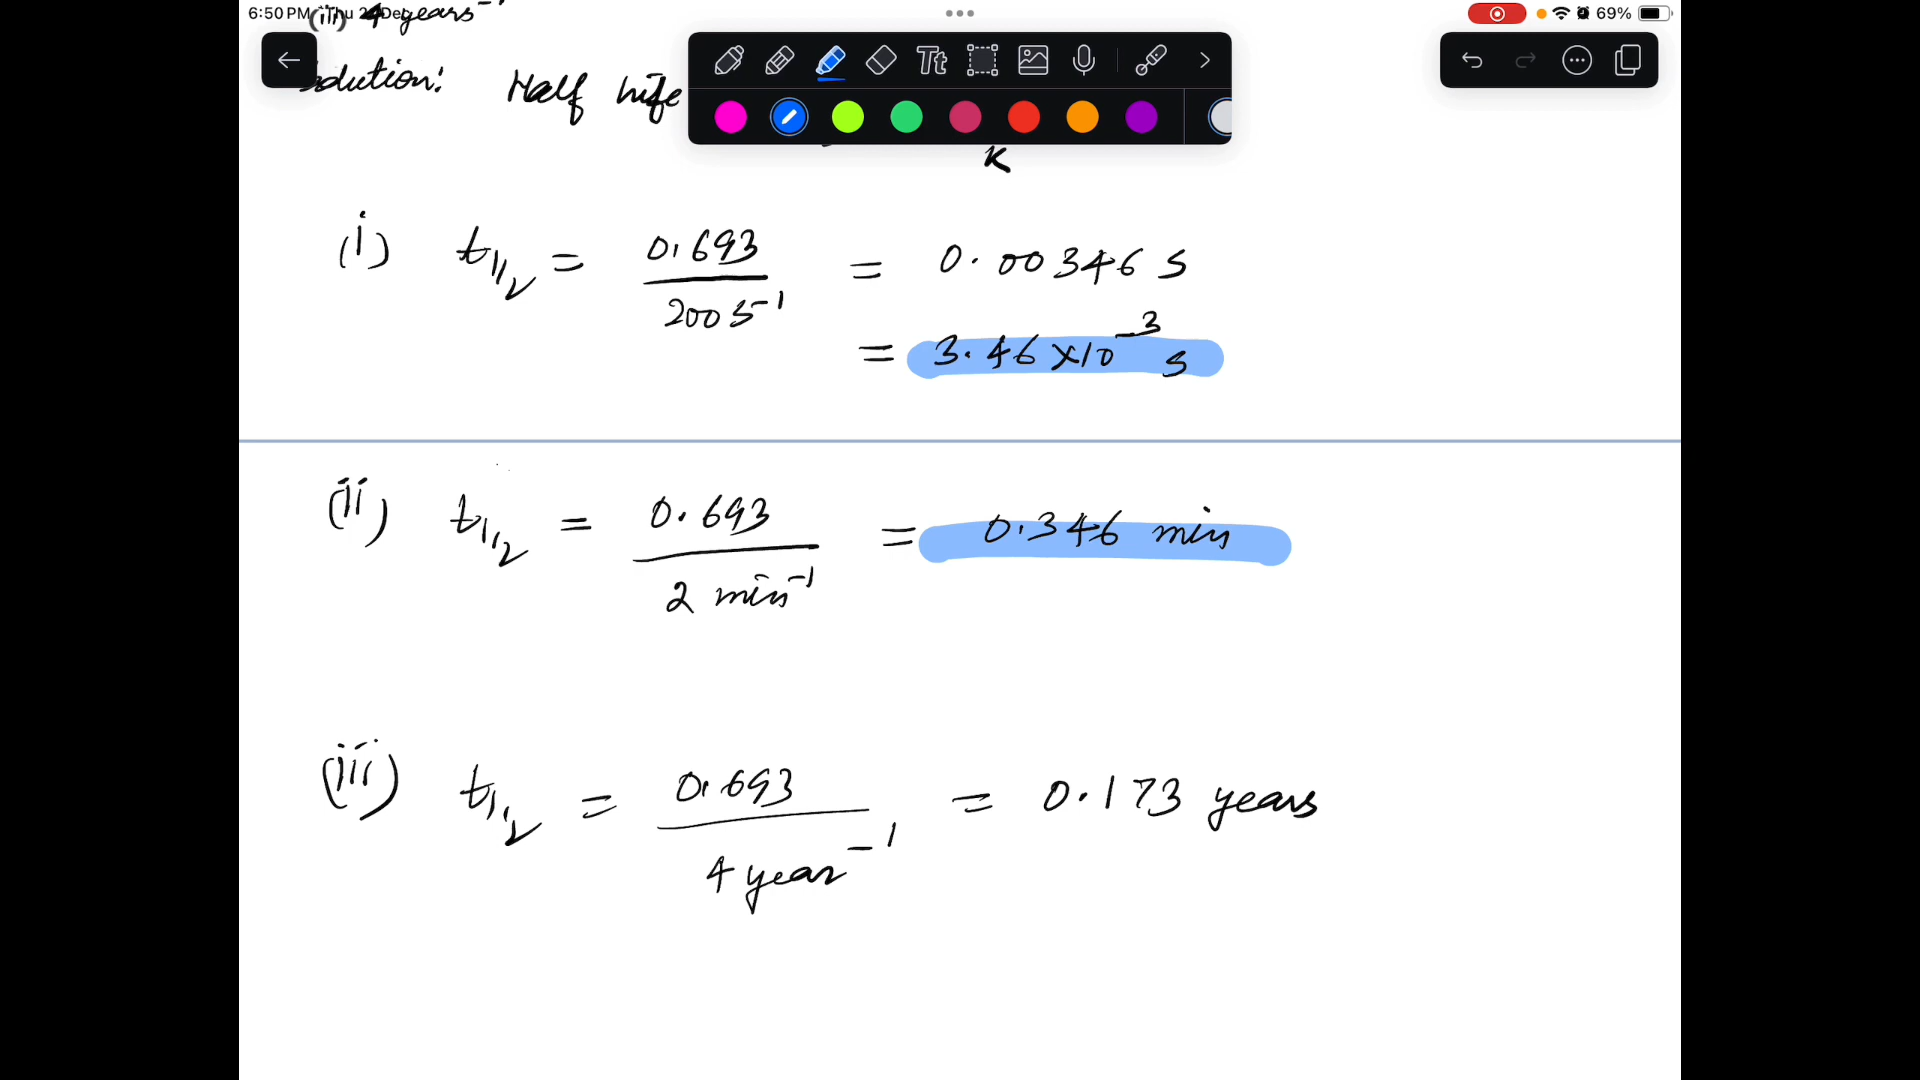 6:50 PM Thu 2 Dec 69%
(iii) 4 years⁻¹
Solution: Half life
Tt
K
(i) t₁/₂ = 0.693 / 200 s⁻¹ = 0.00346 s
= 3.46 × 10⁻³ s
(ii) t₁/₂ = 0.693 / 2 min⁻¹ = 0.346 min
(iii) t₁/₂ = 0.693 / 4 year⁻¹ = 0.173 years